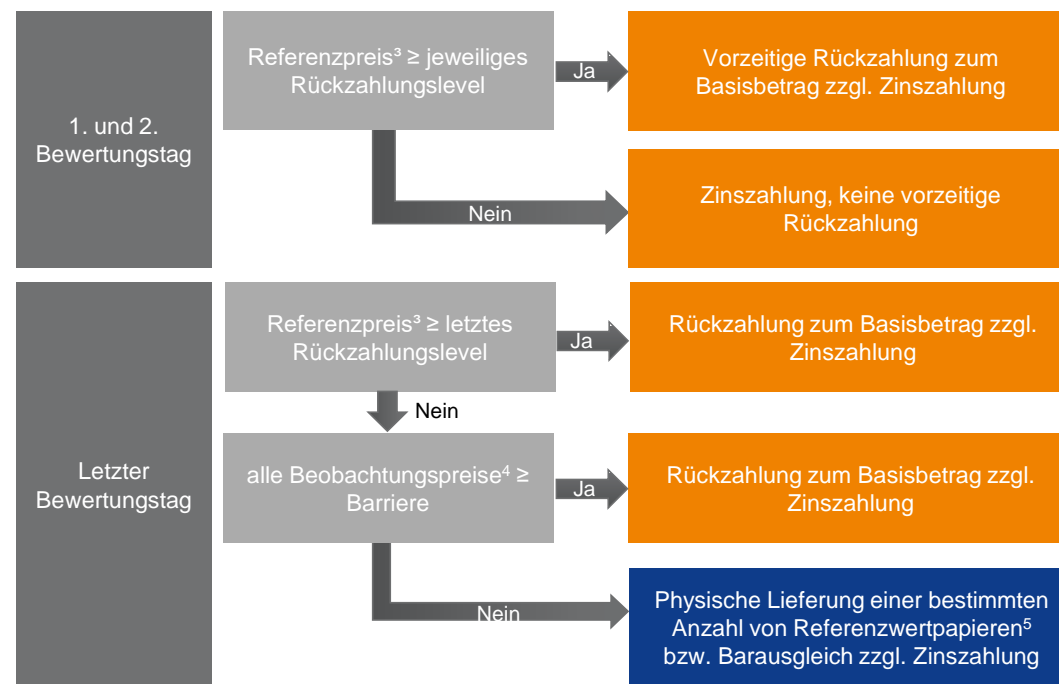 1. und 2.
Bewertungstag
Referenzpreis³ ≥ jeweiliges
Rückzahlungslevel
Ja
Vorzeitige Rückzahlung zum
Basisbetrag zzgl. Zinszahlung
Nein
Zinszahlung, keine vorzeitige
Rückzahlung
Letzter
Bewertungstag
Referenzpreis³ ≥ letztes
Rückzahlungslevel
Ja
Rückzahlung zum Basisbetrag zzgl.
Zinszahlung
Nein
alle Beobachtungspreise⁴ ≥
Barriere
Ja
Rückzahlung zum Basisbetrag zzgl.
Zinszahlung
Nein
Physische Lieferung einer bestimmten
Anzahl von Referenzwertpapieren⁵
bzw. Barausgleich zzgl. Zinszahlung